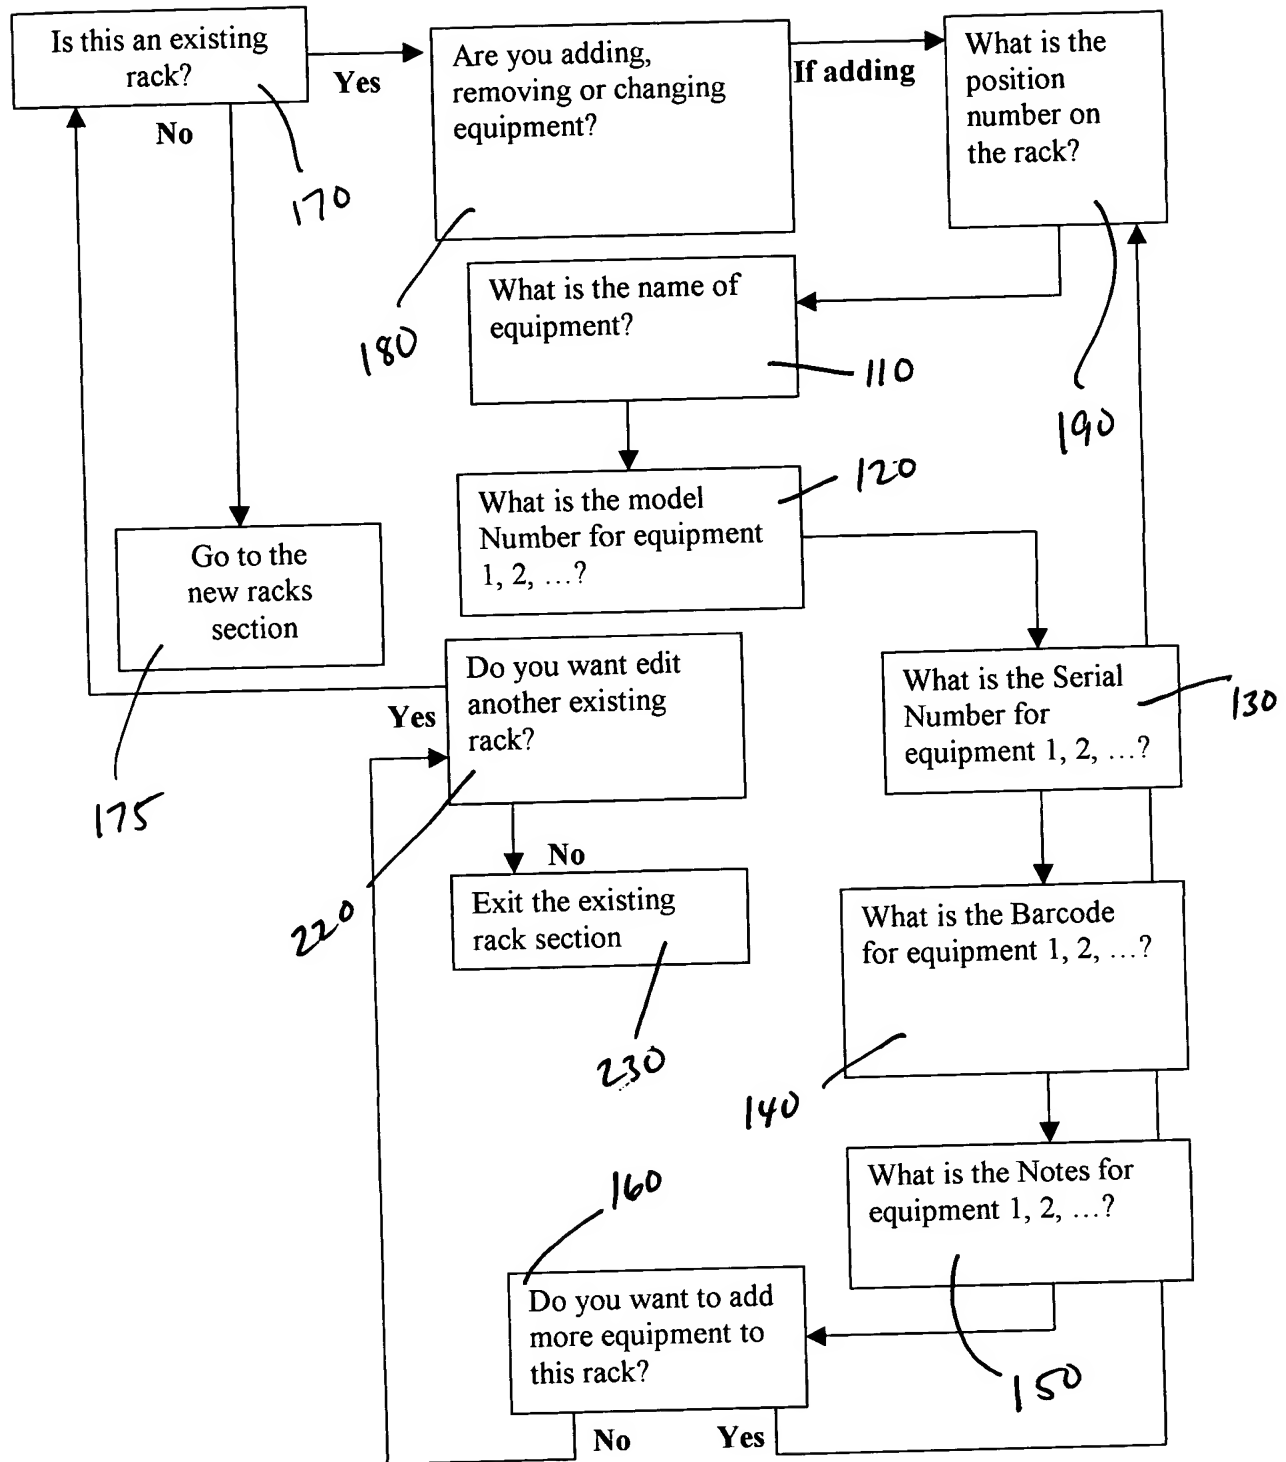 Is this an existing
rack?
Yes
No
170
Are you adding,
removing or changing
equipment?
180
If adding
What is the
position
number on
the rack?
190
What is the name of
equipment?
110
What is the model
Number for equipment
1, 2, ...?
120
Go to the
new racks
section
175
Do you want edit
another existing
rack?
Yes
220
No
Exit the existing
rack section
230
What is the Serial
Number for
equipment 1, 2, ...?
130
What is the Barcode
for equipment 1, 2, ...?
140
What is the Notes for
equipment 1, 2, ...?
150
160
Do you want to add
more equipment to
this rack?
No
Yes